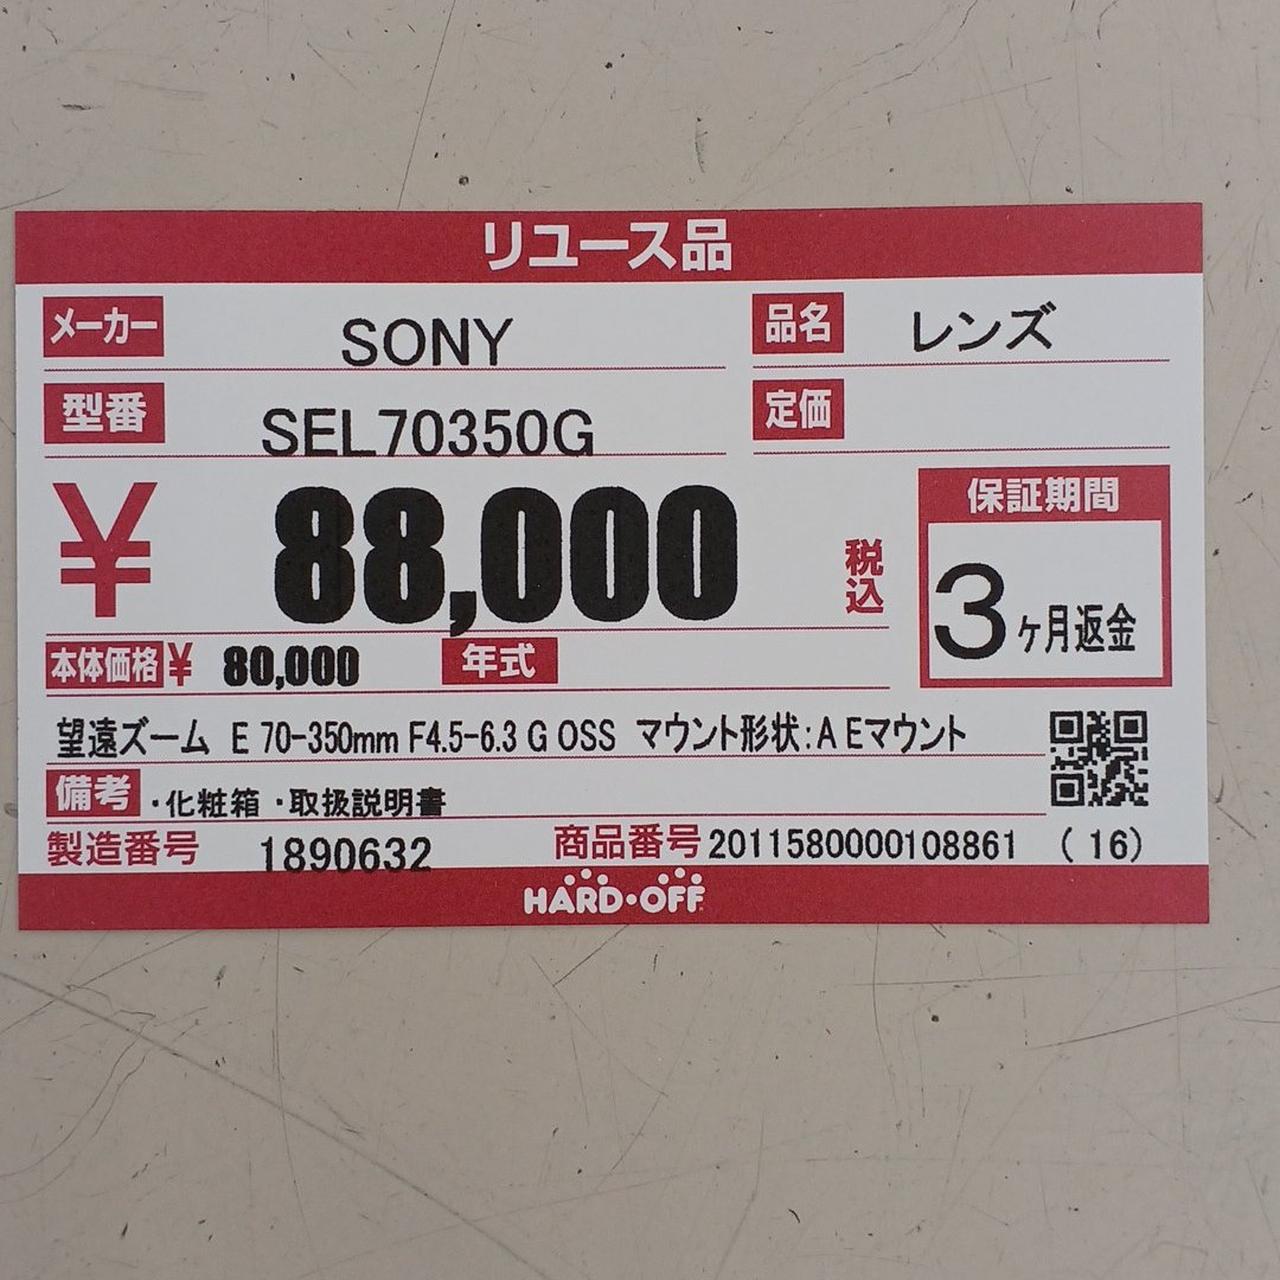 リユース品
メーカー SONY 品名 レンズ
型番 SEL70350G 定価
¥ 88,000 税込
保証期間
3ヶ月返金
本体価格¥ 80,000 年式
望遠ズーム E 70-350mm F4.5-6.3 G OSS マウント形状:A Eマウント
備考 ・化粧箱 ・取扱説明書
製造番号 1890632 商品番号 2011580000108861 (16)
HARD・OFF